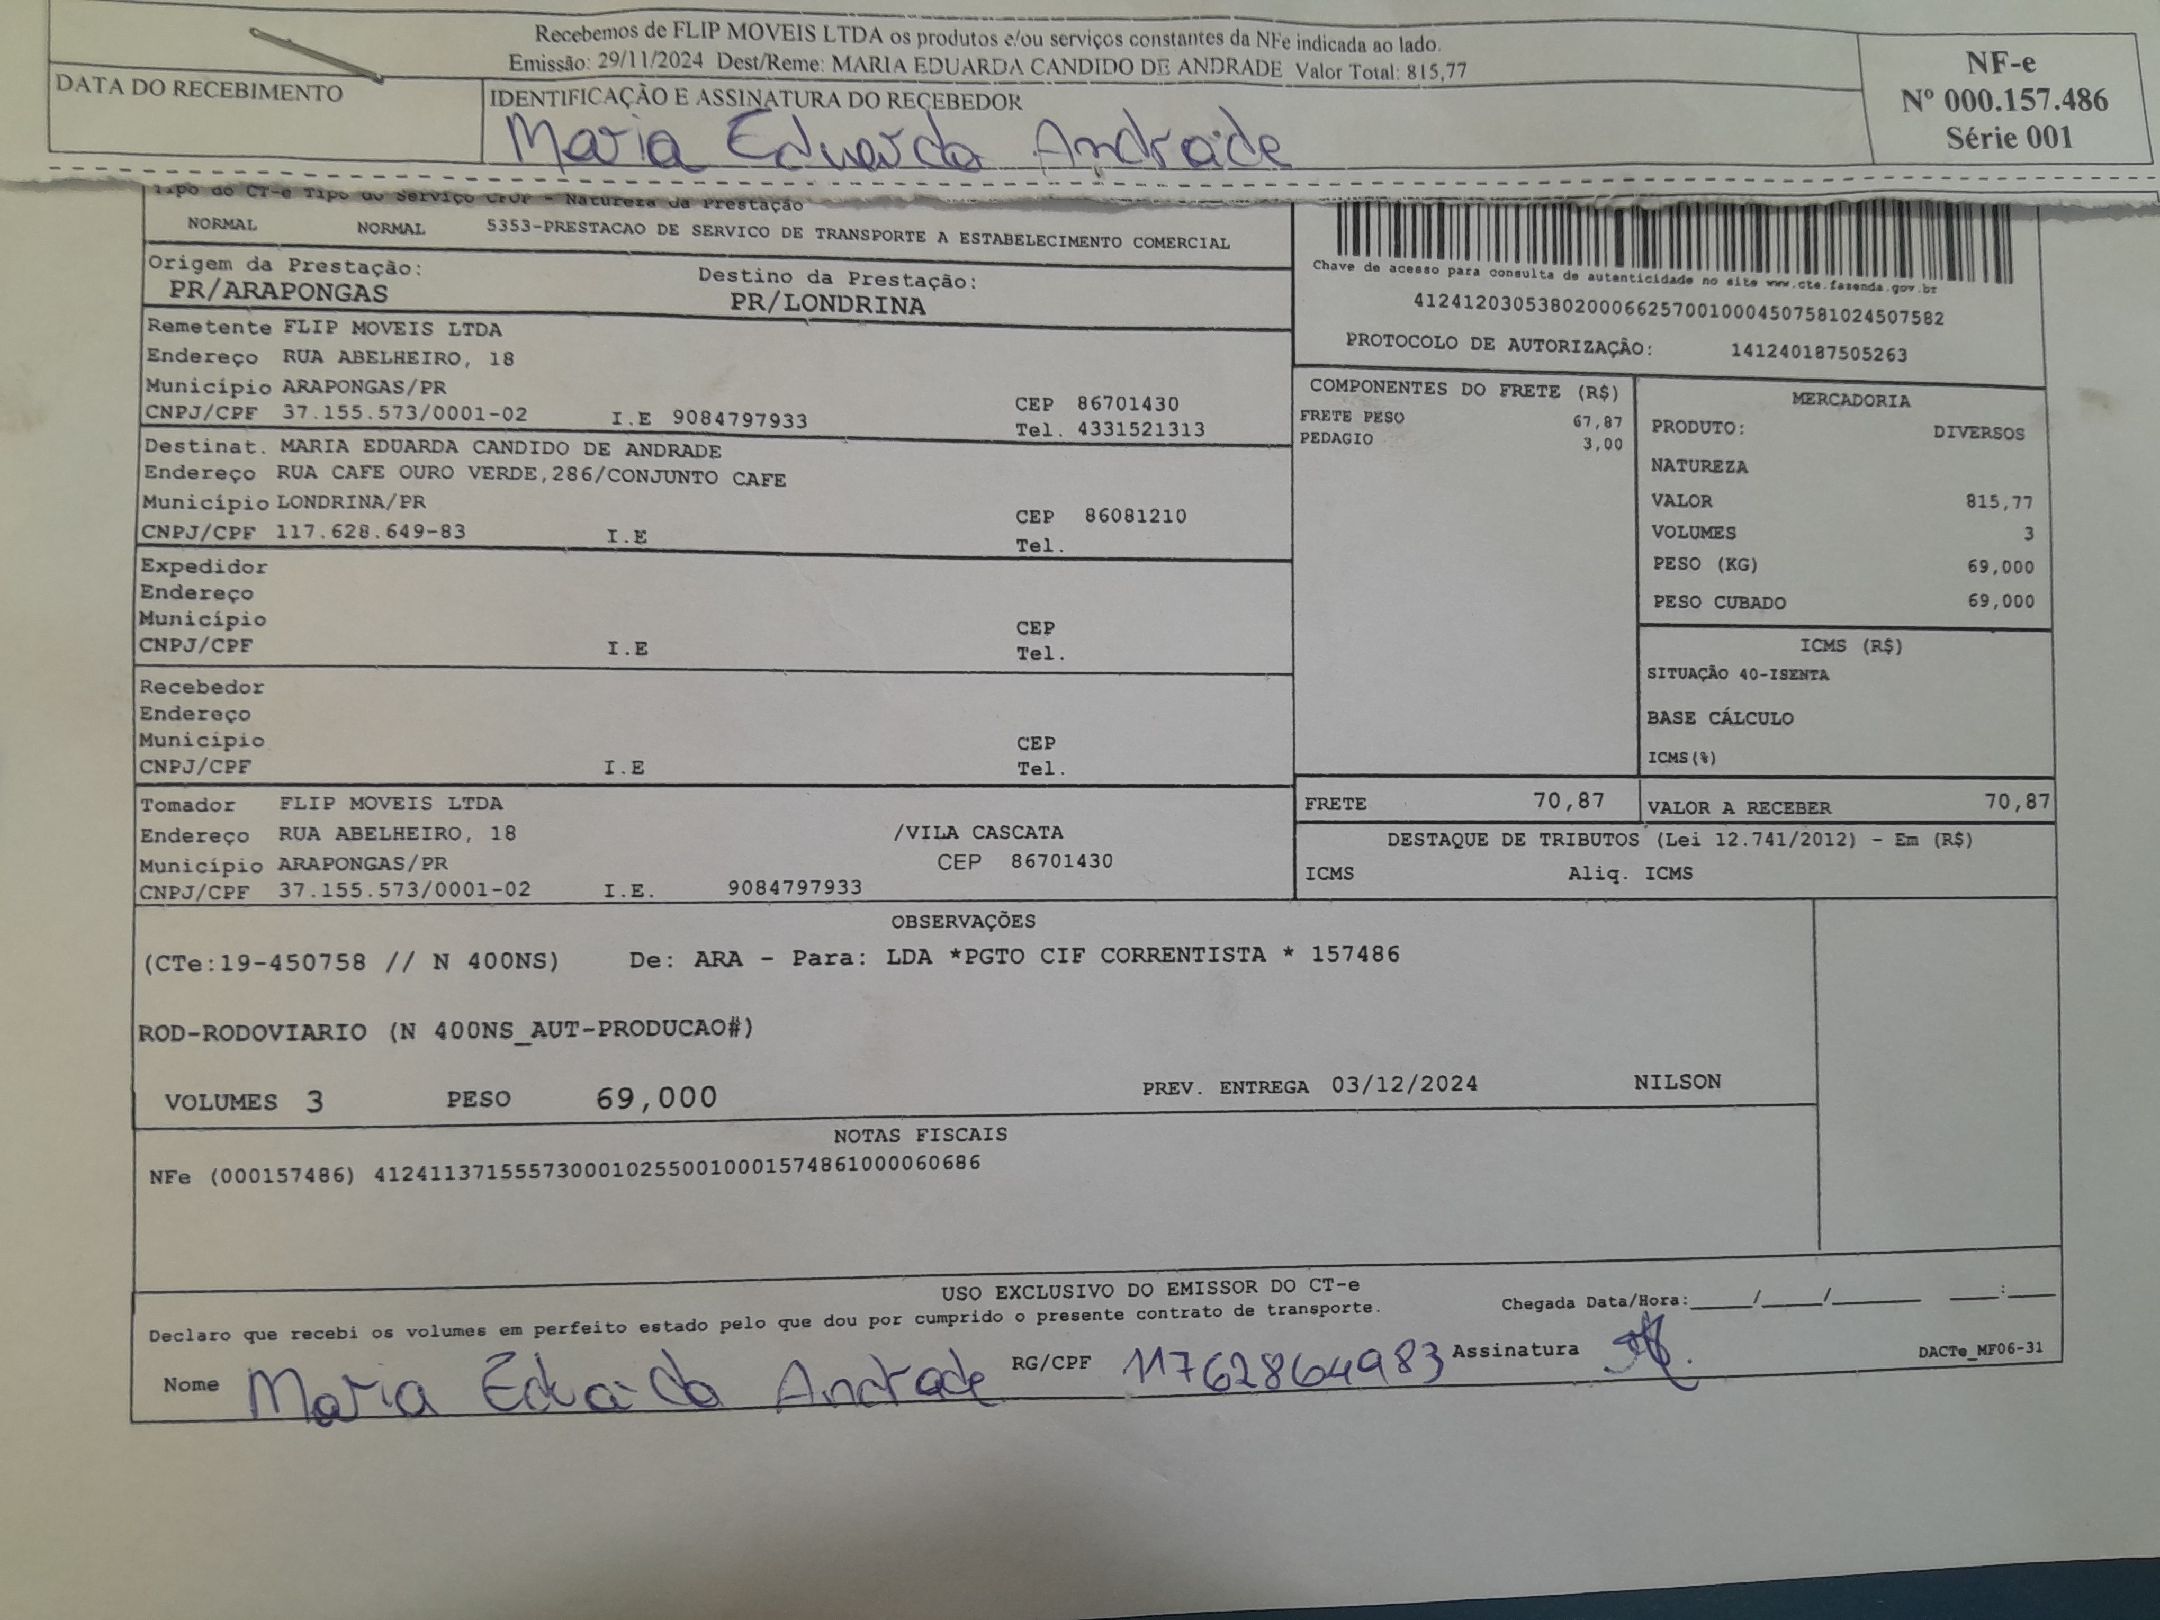 Recebemos de FLIP MOVEIS LTDA os produtos e/ou serviços constantes da NFe indicada ao lado.
Emissão: 29/11/2024 Dest/Reme: MARIA EDUARDA CANDIDO DE ANDRADE Valor Total: 815,77
NF-e
Nº 000.157.486
Série 001
DATA DO RECEBIMENTO
IDENTIFICAÇÃO E ASSINATURA DO RECEBEDOR
Maria Eduarda Andrade
Tipo do CT-e Tipo do Serviço CFOP - Natureza da Prestação
NORMAL NORMAL 5353-PRESTACAO DE SERVICO DE TRANSPORTE A ESTABELECIMENTO COMERCIAL
Origem da Prestação: Destino da Prestação:
PR/ARAPONGAS PR/LONDRINA
Chave de acesso para consulta de autenticidade no site www.cte.fazenda.gov.br
41241203053802000662570010004507581024507582
PROTOCOLO DE AUTORIZAÇÃO: 141240187505263
Remetente FLIP MOVEIS LTDA
Endereço RUA ABELHEIRO, 18
Município ARAPONGAS/PR CEP 86701430
CNPJ/CPF 37.155.573/0001-02 I.E 9084797933 Tel. 4331521313
Destinat. MARIA EDUARDA CANDIDO DE ANDRADE
Endereço RUA CAFE OURO VERDE,286/CONJUNTO CAFE
Município LONDRINA/PR CEP 86081210
CNPJ/CPF 117.628.649-83 I.E Tel.
Expedidor
Endereço
Município CEP
CNPJ/CPF I.E Tel.
Recebedor
Endereço
Município CEP
CNPJ/CPF I.E Tel.
Tomador FLIP MOVEIS LTDA
Endereço RUA ABELHEIRO, 18 /VILA CASCATA
Município ARAPONGAS/PR CEP 86701430
CNPJ/CPF 37.155.573/0001-02 I.E. 9084797933
COMPONENTES DO FRETE (R$)
FRETE PESO 67,87
PEDAGIO 3,00
MERCADORIA
PRODUTO: DIVERSOS
NATUREZA
VALOR 815,77
VOLUMES 3
PESO (KG) 69,000
PESO CUBADO 69,000
ICMS (R$)
SITUAÇÃO 40-ISENTA
BASE CÁLCULO
ICMS(%)
FRETE 70,87 VALOR A RECEBER 70,87
DESTAQUE DE TRIBUTOS (Lei 12.741/2012) - Em (R$)
ICMS Aliq. ICMS
OBSERVAÇÕES
(CTe:19-450758 // N 400NS) De: ARA - Para: LDA *PGTO CIF CORRENTISTA * 157486
ROD-RODOVIARIO (N 400NS_AUT-PRODUCAO#)
VOLUMES 3 PESO 69,000 PREV. ENTREGA 03/12/2024 NILSON
NOTAS FISCAIS
NFe (000157486) 41241137155573000102550010001574861000060686
USO EXCLUSIVO DO EMISSOR DO CT-e
Declaro que recebi os volumes em perfeito estado pelo que dou por cumprido o presente contrato de transporte. Chegada Data/Hora:_____/_____/_______ ____:____
Nome Maria Eduarda Andrade RG/CPF 11762864983 Assinatura
DACTe_MF06-31